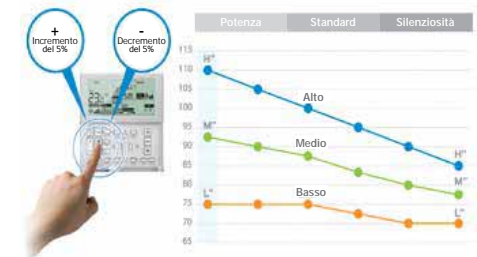 +
Incremento
del 5%
-
Decremento
del 5%
Potenza
Standard
Silenziosità
115
110
105
100
95
90
85
80
75
70
65
H"
Alto
H"
M"
Medio
M"
L"
Basso
L"